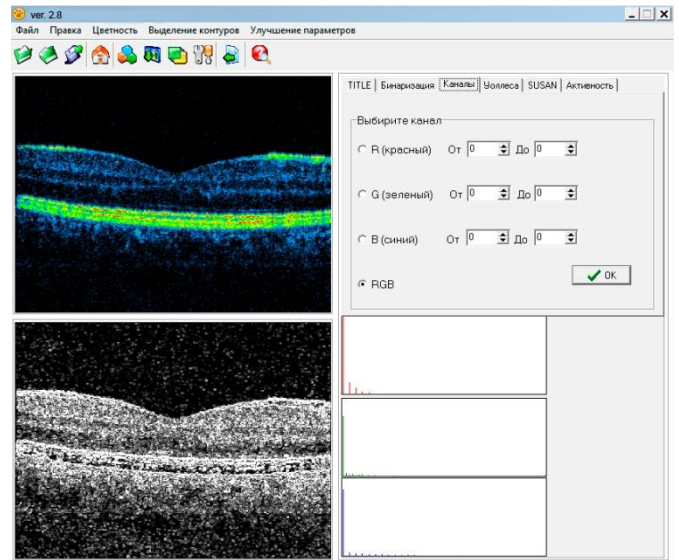 ver. 2.8
Файл Правка Цветность Выделение контуров Улучшение параметров
TITLE Бинаризация Каналы Уоллеса SUSAN Активность
Выбирите канал
R (красный) От 0 До 0
G (зеленый) От 0 До 0
B (синий) От 0 До 0
RGB
OK